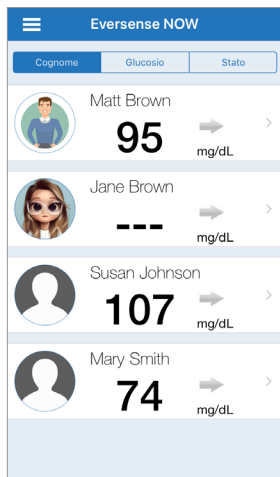 Eversense NOW
Cognome Glucosio Stato
Matt Brown
95
mg/dL
Jane Brown
---
mg/dL
Susan Johnson
107
mg/dL
Mary Smith
74
mg/dL